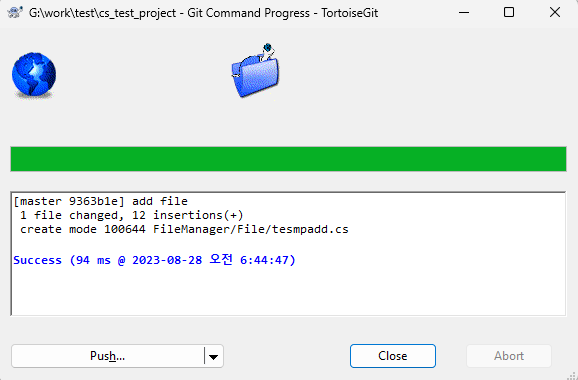 G:\work\test\cs_test_project - Git Command Progress - TortoiseGit
[master 9363b1e] add file
1 file changed, 12 insertions(+)
create mode 100644 FileManager/File/tesmpadd.cs
Success (94 ms @ 2023-08-28 오전 6:44:47)
Push...
Close
Abort